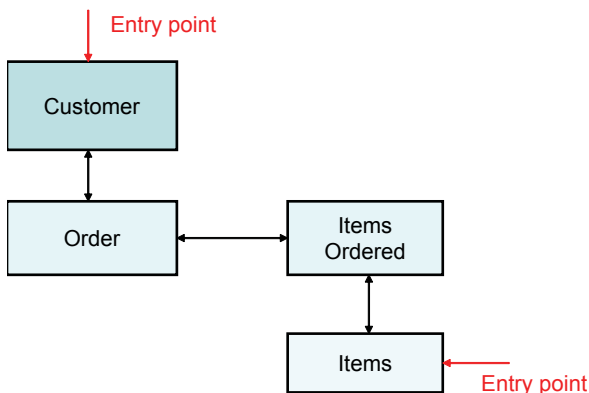 Entry point
Customer
Order
Items
Ordered
Items
Entry point